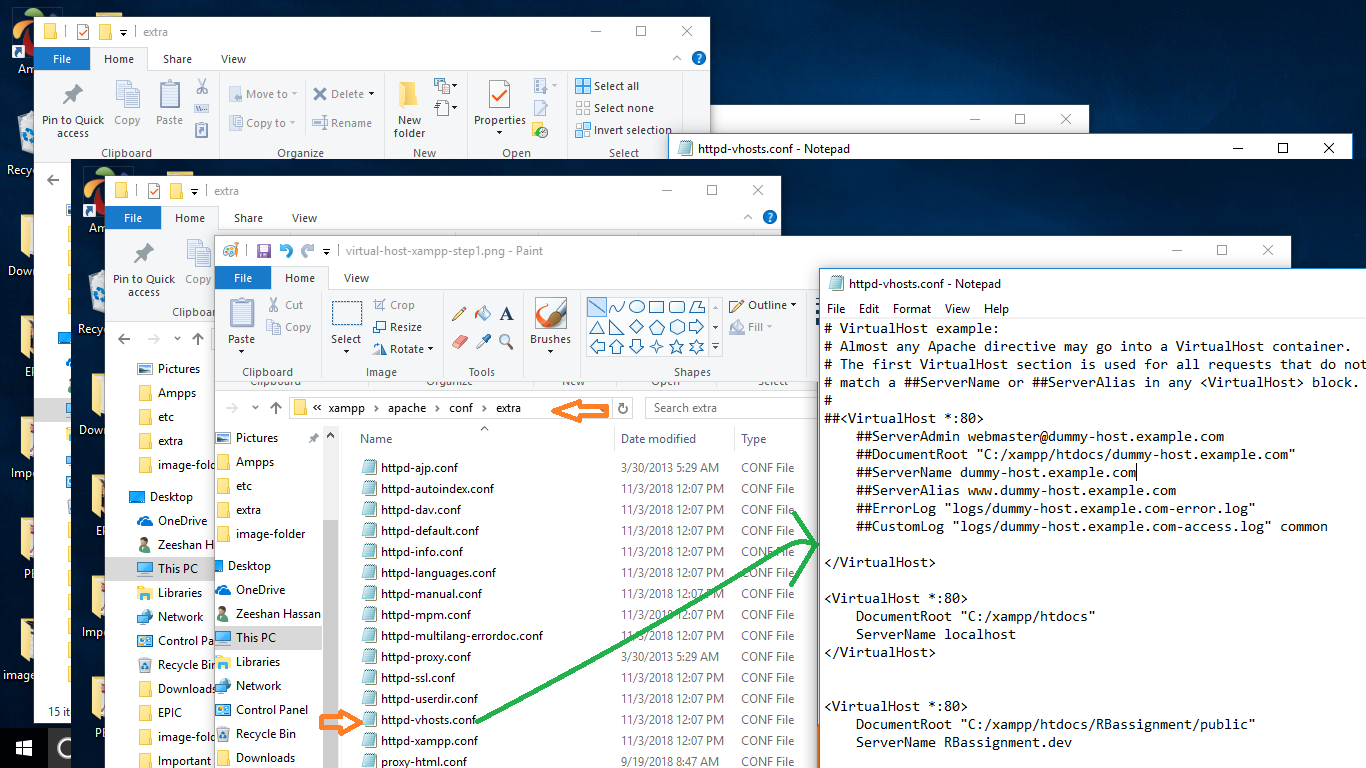 extra
File
Home
Share
View
Pin to Quick access
Copy
Paste
Move to
Copy to
Delete
Rename
New folder
Properties
Select all
Select none
Invert selection
Clipboard
Organize
New
Open
Select
httpd-vhosts.conf - Notepad
extra
File
Home
Share
View
Pin to Quick access
Copy
Pictures
Ampps
etc
extra
Desktop
OneDrive
This PC
Libraries
Network
Recycle Bin
Downloads
EPIC
Important
virtual-host-xampp-step1.png - Paint
File
Home
View
Paste
Cut
Copy
Clipboard
Select
Crop
Resize
Rotate
Image
Tools
Brushes
Shapes
Outline
Fill
« xampp › apache › conf › extra
Search extra
Name
Date modified
Type
Pictures
Ampps
etc
extra
image-folder
Desktop
OneDrive
Zeeshan Hassan
This PC
Libraries
Network
Control Panel
Recycle Bin
Downloads
httpd-ajp.conf 3/30/2013 5:29 AM CONF File
httpd-autoindex.conf 11/3/2018 12:07 PM CONF File
httpd-dav.conf 11/3/2018 12:07 PM CONF File
httpd-default.conf 11/3/2018 12:07 PM CONF File
httpd-info.conf 11/3/2018 12:07 PM CONF File
httpd-languages.conf 11/3/2018 12:07 PM CONF File
httpd-manual.conf 11/3/2018 12:07 PM CONF File
httpd-mpm.conf 11/3/2018 12:07 PM CONF File
httpd-multilang-errordoc.conf 11/3/2018 12:07 PM CONF File
httpd-proxy.conf 3/30/2013 5:29 AM CONF File
httpd-ssl.conf 11/3/2018 12:07 PM CONF File
httpd-userdir.conf 11/3/2018 12:07 PM CONF File
httpd-vhosts.conf 11/3/2018 12:07 PM CONF File
httpd-xampp.conf 11/3/2018 12:07 PM CONF File
proxy-html.conf 9/19/2018 8:47 AM CONF File
httpd-vhosts.conf - Notepad
File Edit Format View Help
# VirtualHost example:
# Almost any Apache directive may go into a VirtualHost container.
# The first VirtualHost section is used for all requests that do not
# match a ##ServerName or ##ServerAlias in any <VirtualHost> block.
#
##<VirtualHost *:80>
##ServerAdmin webmaster@dummy-host.example.com
##DocumentRoot "C:/xampp/htdocs/dummy-host.example.com"
##ServerName dummy-host.example.com
##ServerAlias www.dummy-host.example.com
##ErrorLog "logs/dummy-host.example.com-error.log"
##CustomLog "logs/dummy-host.example.com-access.log" common
</VirtualHost>
<VirtualHost *:80>
DocumentRoot "C:/xampp/htdocs"
ServerName localhost
</VirtualHost>
<VirtualHost *:80>
DocumentRoot "C:/xampp/htdocs/RBassignment/public"
ServerName RBassignment.dev